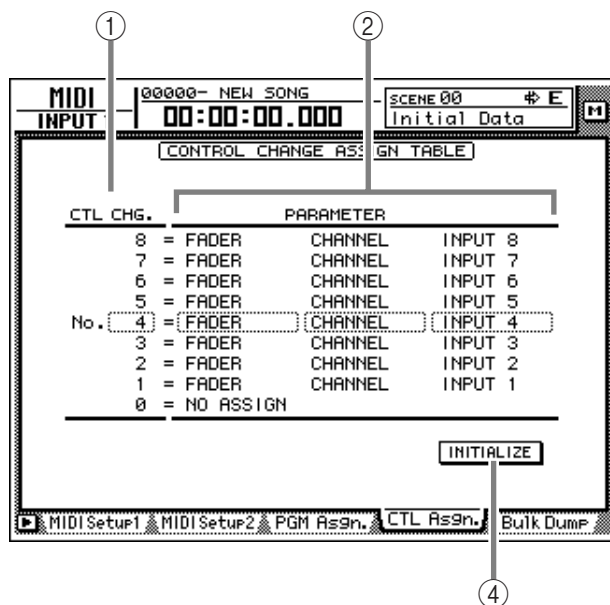 ① ②
MIDI 00000- NEW SONG SCENE 00 E
INPUT 00:00:00.000 Initial Data M
CONTROL CHANGE ASSIGN TABLE
CTL CHG. PARAMETER
8 = FADER CHANNEL INPUT 8
7 = FADER CHANNEL INPUT 7
6 = FADER CHANNEL INPUT 6
5 = FADER CHANNEL INPUT 5
No. 4 = FADER CHANNEL INPUT 4
3 = FADER CHANNEL INPUT 3
2 = FADER CHANNEL INPUT 2
1 = FADER CHANNEL INPUT 1
0 = NO ASSIGN
INITIALIZE
MIDI Setup1 MIDI Setup2 PGM Asgn. CTL Asgn. Bulk Dump
④